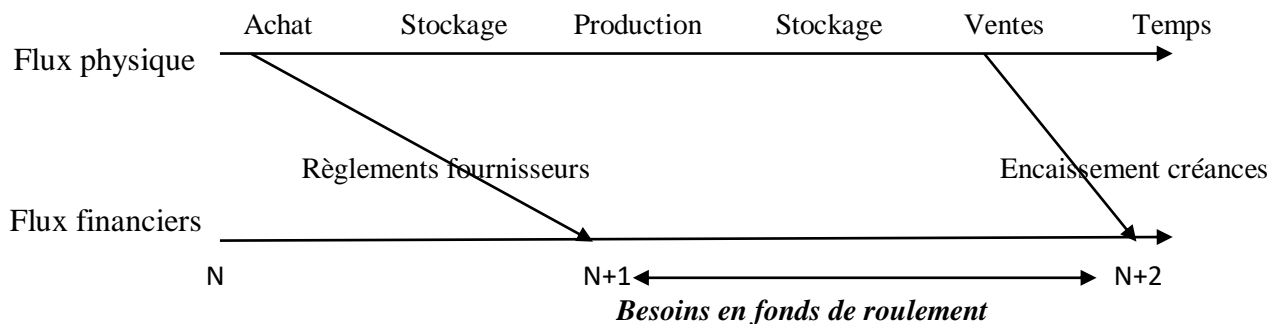 Achat Stockage Production Stockage Ventes Temps
Flux physique
Règlements fournisseurs Encaissement créances
Flux financiers
N N+1 N+2
Besoins en fonds de roulement